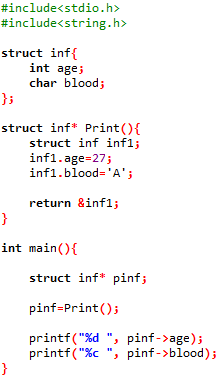 #include<stdio.h>
#include<string.h>

struct inf{
    int age;
    char blood;
};

struct inf* Print(){
    struct inf inf1;
    inf1.age=27;
    inf1.blood='A';

    return &inf1;
}

int main(){

    struct inf* pinf;

    pinf=Print();

    printf("%d ", pinf->age);
    printf("%c ", pinf->blood);
}